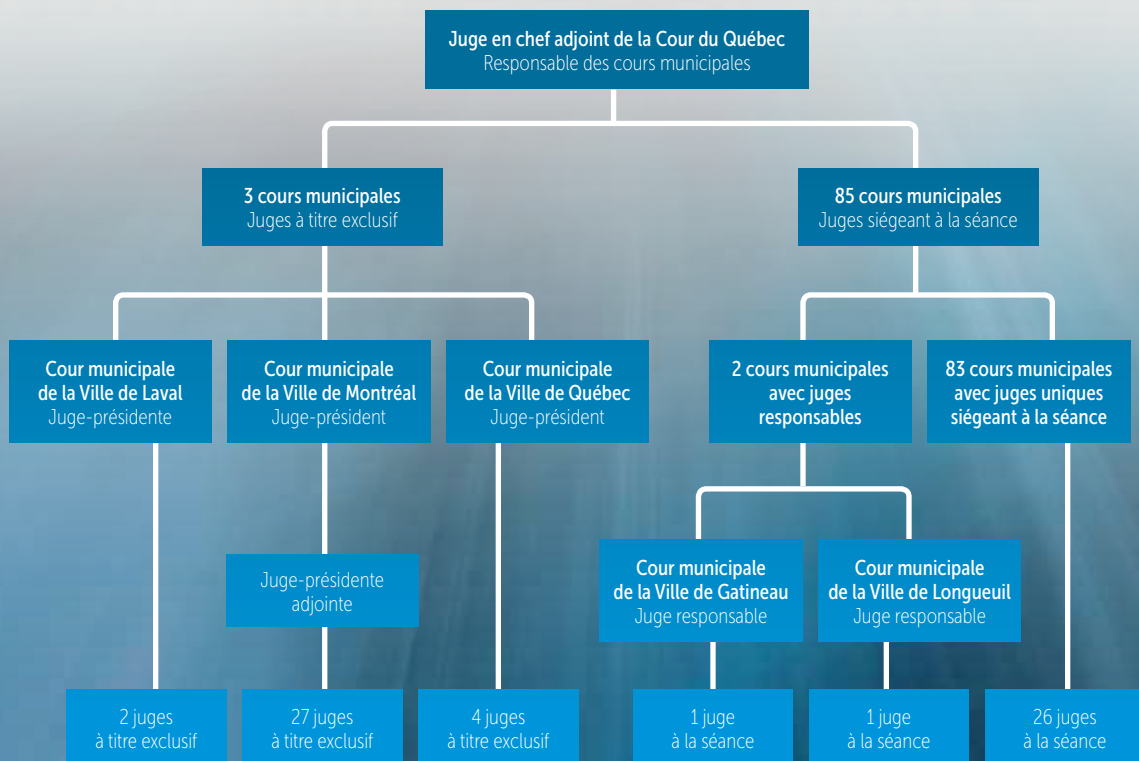 Juge en chef adjoint de la Cour du Québec
Responsable des cours municipales
3 cours municipales
Juges à titre exclusif
85 cours municipales
Juges siégeant à la séance
Cour municipale
de la Ville de Laval
Juge-présidente
Cour municipale
de la Ville de Montréal
Juge-président
Cour municipale
de la Ville de Québec
Juge-président
2 cours municipales
avec juges
responsables
83 cours municipales
avec juges uniques
siégeant à la séance
Juge-présidente
adjointe
Cour municipale
de la Ville de Gatineau
Juge responsable
Cour municipale
de la Ville de Longueuil
Juge responsable
2 juges
à titre exclusif
27 juges
à titre exclusif
4 juges
à titre exclusif
1 juge
à la séance
1 juge
à la séance
26 juges
à la séance